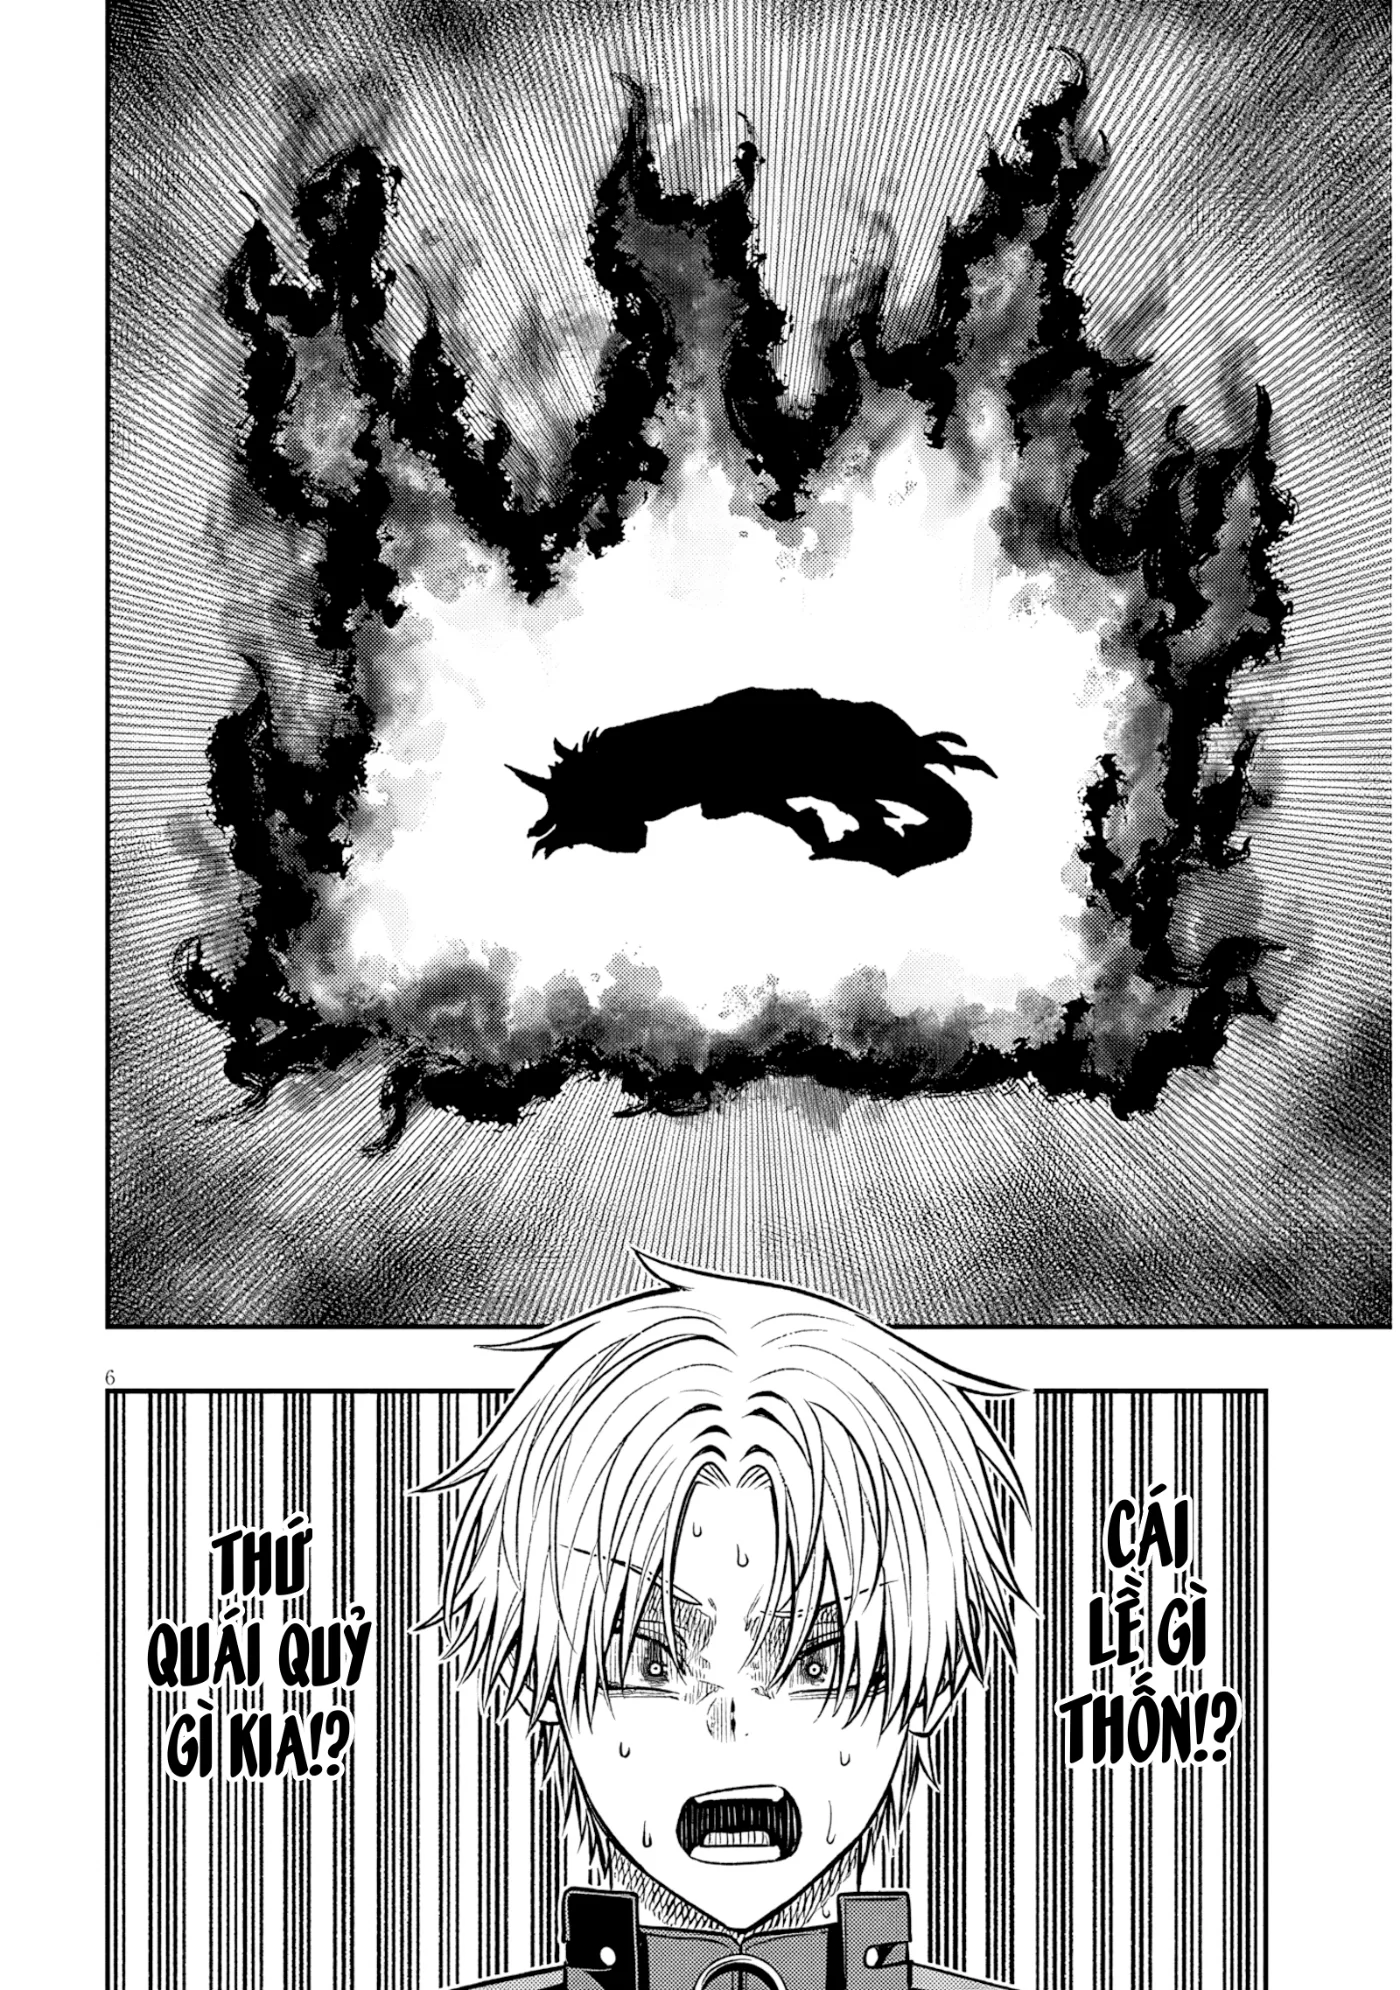 6
CÁI
LỀ GÌ
THỐN!?
THỨ
QUÁI QUỶ
GÌ KIA!?